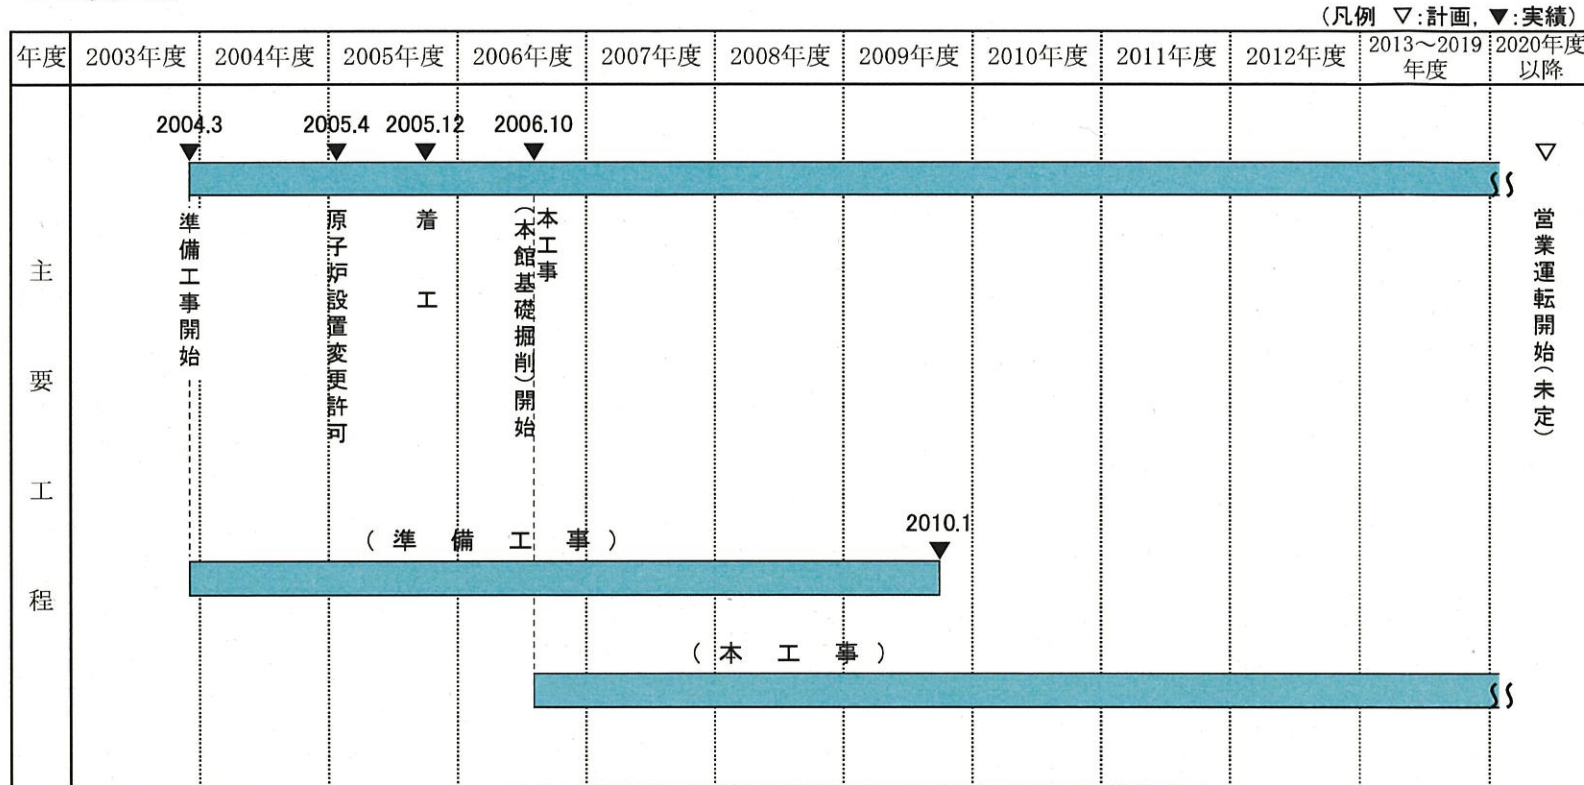 (凡例 ▽:計画, ▼:実績)
年度 2003年度 2004年度 2005年度 2006年度 2007年度 2008年度 2009年度 2010年度 2011年度 2012年度 2013～2019年度 2020年度以降
主要工程
2004.3 2005.4 2005.12 2006.10
▼ ▼ ▼ ▼ ▽
準備工事開始
原子炉設置変更許可
着工
本工事
(本館基礎掘削)開始
営業運転開始(未定)
2010.1
▼
(準備工事)
(本工事)